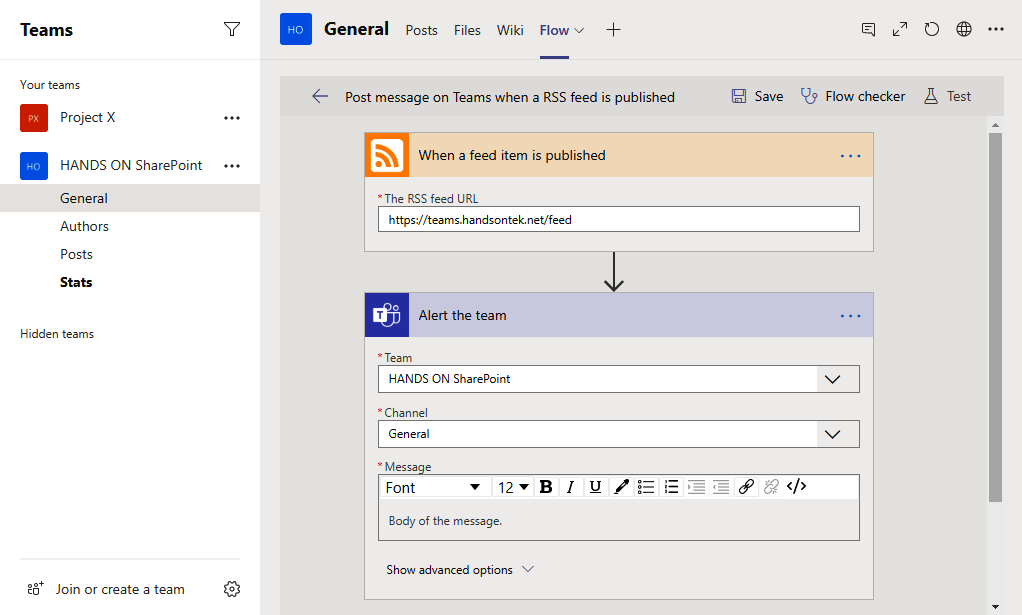 Teams
Your teams
PX Project X
HO HANDS ON SharePoint
General
Authors
Posts
Stats
Hidden teams
Join or create a team
HO General Posts Files Wiki Flow
Post message on Teams when a RSS feed is published Save Flow checker Test
When a feed item is published
* The RSS feed URL
https://teams.handsontek.net/feed
T Alert the team
* Team
HANDS ON SharePoint
* Channel
General
* Message
Font 12 B I U </>
Body of the message.
Show advanced options